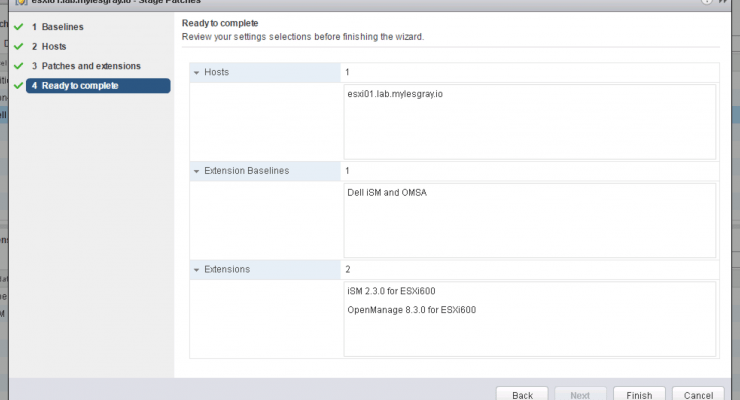 esxi01.lab.mylesgray.io - Stage Patches
1 Baselines
2 Hosts
3 Patches and extensions
4 Ready to complete
Ready to complete
Review your settings selections before finishing the wizard.
Hosts 1
esxi01.lab.mylesgray.io
Extension Baselines 1
Dell iSM and OMSA
Extensions 2
iSM 2.3.0 for ESXi600
OpenManage 8.3.0 for ESXi600
Back Next Finish Cancel